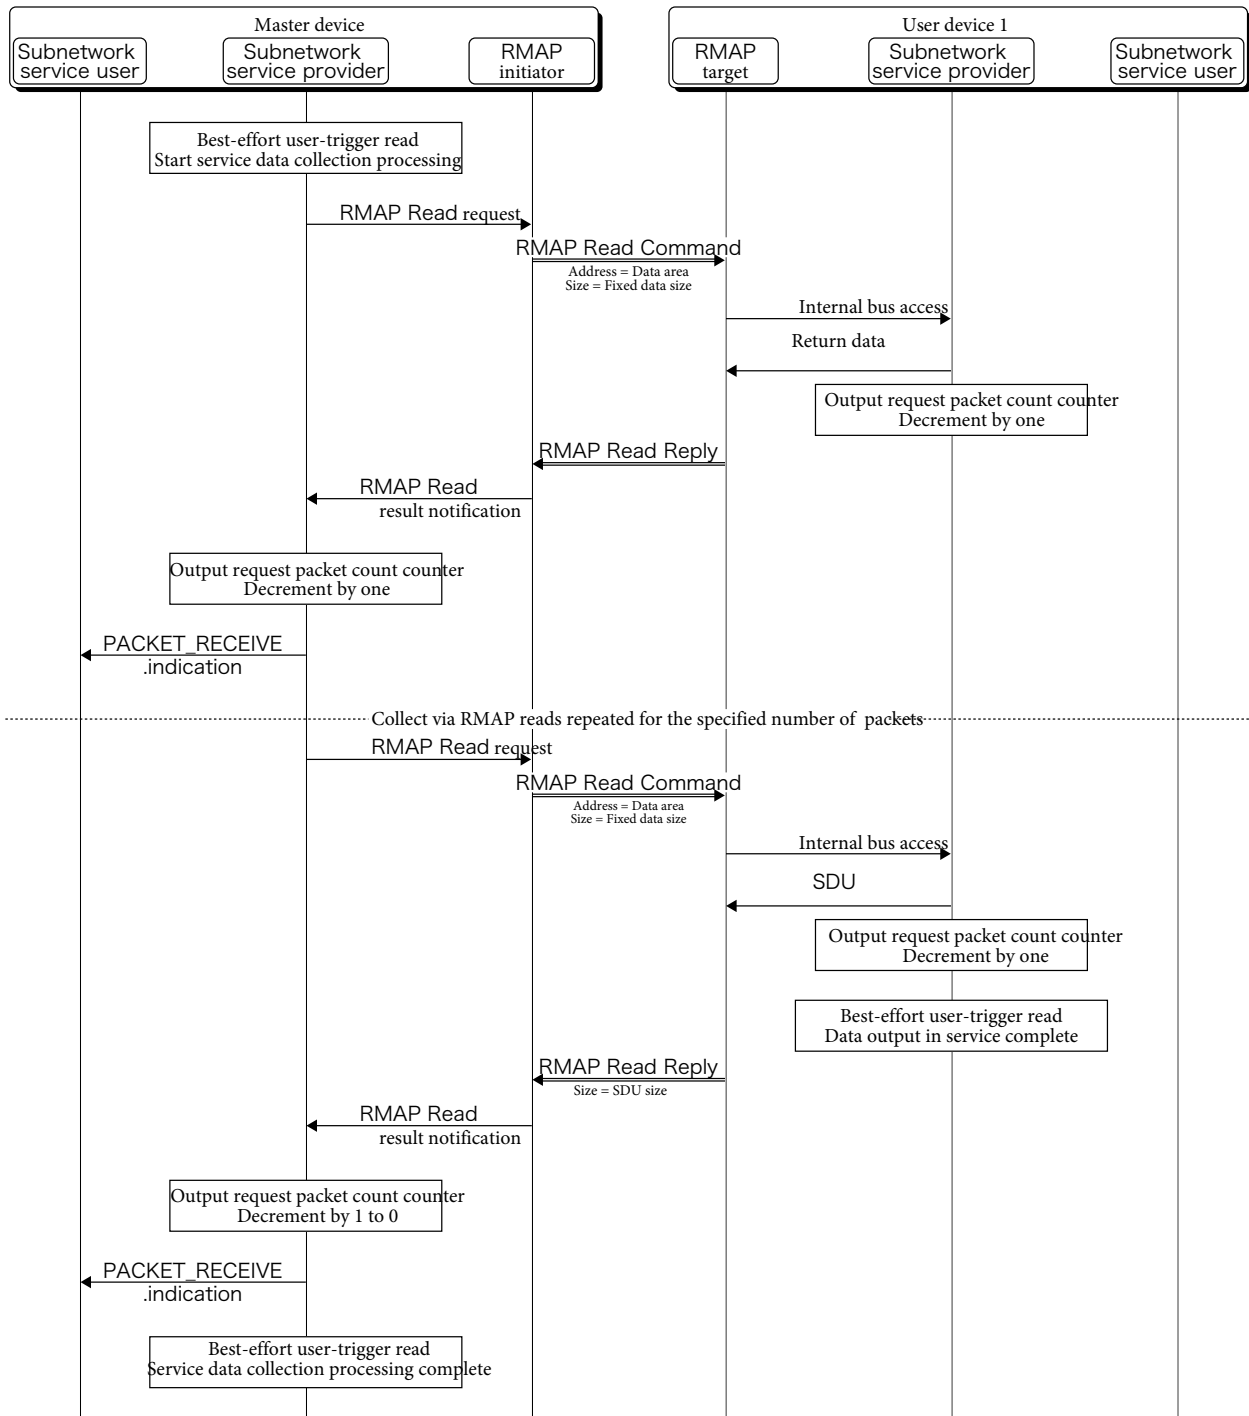 Master device
User device 1
Subnetwork
service user
Subnetwork
service provider
RMAP
initiator
RMAP
target
Subnetwork
service provider
Subnetwork
service user
Best-effort user-trigger read
Start service data collection processing
RMAP Read request
RMAP Read Command
Address = Data area
Size = Fixed data size
Internal bus access
Return data
Output request packet count counter
Decrement by one
RMAP Read Reply
RMAP Read
result notification
Output request packet count counter
Decrement by one
PACKET_RECEIVE
.indication
Collect via RMAP reads repeated for the specified number of packets
RMAP Read request
RMAP Read Command
Address = Data area
Size = Fixed data size
Internal bus access
SDU
Output request packet count counter
Decrement by one
Best-effort user-trigger read
Data output in service complete
RMAP Read Reply
Size = SDU size
RMAP Read
result notification
Output request packet count counter
Decrement by 1 to 0
PACKET_RECEIVE
.indication
Best-effort user-trigger read
Service data collection processing complete